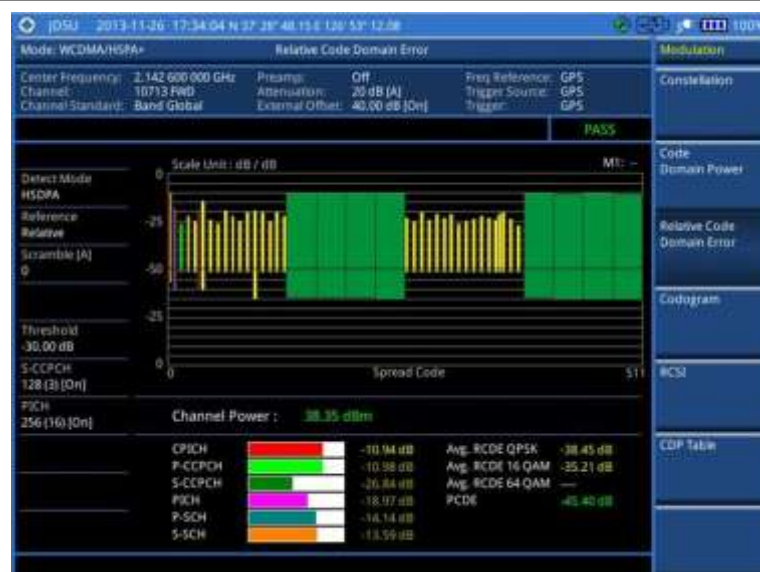 JDSU 2013-11-26 17:34:04 N 37° 28' 48.15 E 126° 53' 12.08 100%
Mode: WCDMA/HSPA+ Relative Code Domain Error Modulation
Center Frequency: 2.142 600 000 GHz Preamp: Off Freq Reference: GPS
Channel: 10713 FWD Attenuation: 20 dB [A] Trigger Source: GPS
Channel Standard: Band Global External Offset: 40.00 dB [On] Trigger: GPS
PASS
Constellation
Code
Domain Power
Relative Code
Domain Error
Codogram
RCSI
CDP Table
Scale Unit : dB / dB M1: --
Detect Mode
HSDPA
Reference
Relative
Scramble [A]
0
Threshold
-30.00 dB
S-CCPCH
128 (3) [On]
PICH
256 (16) [On]
0
-25
-50
-25
0
0 Spread Code 511
Channel Power : 38.35 dBm
CPICH -10.94 dB Avg. RCDE QPSK -38.45 dB
P-CCPCH -10.98 dB Avg. RCDE 16 QAM -35.21 dB
S-CCPCH -26.84 dB Avg. RCDE 64 QAM ---
PICH -18.97 dB PCDE -45.40 dB
P-SCH -14.14 dB
S-SCH -13.59 dB